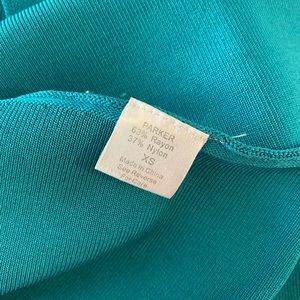 PARKER
63% Rayon
37% Nylon
XS
Made in China
See Reverse
For Care